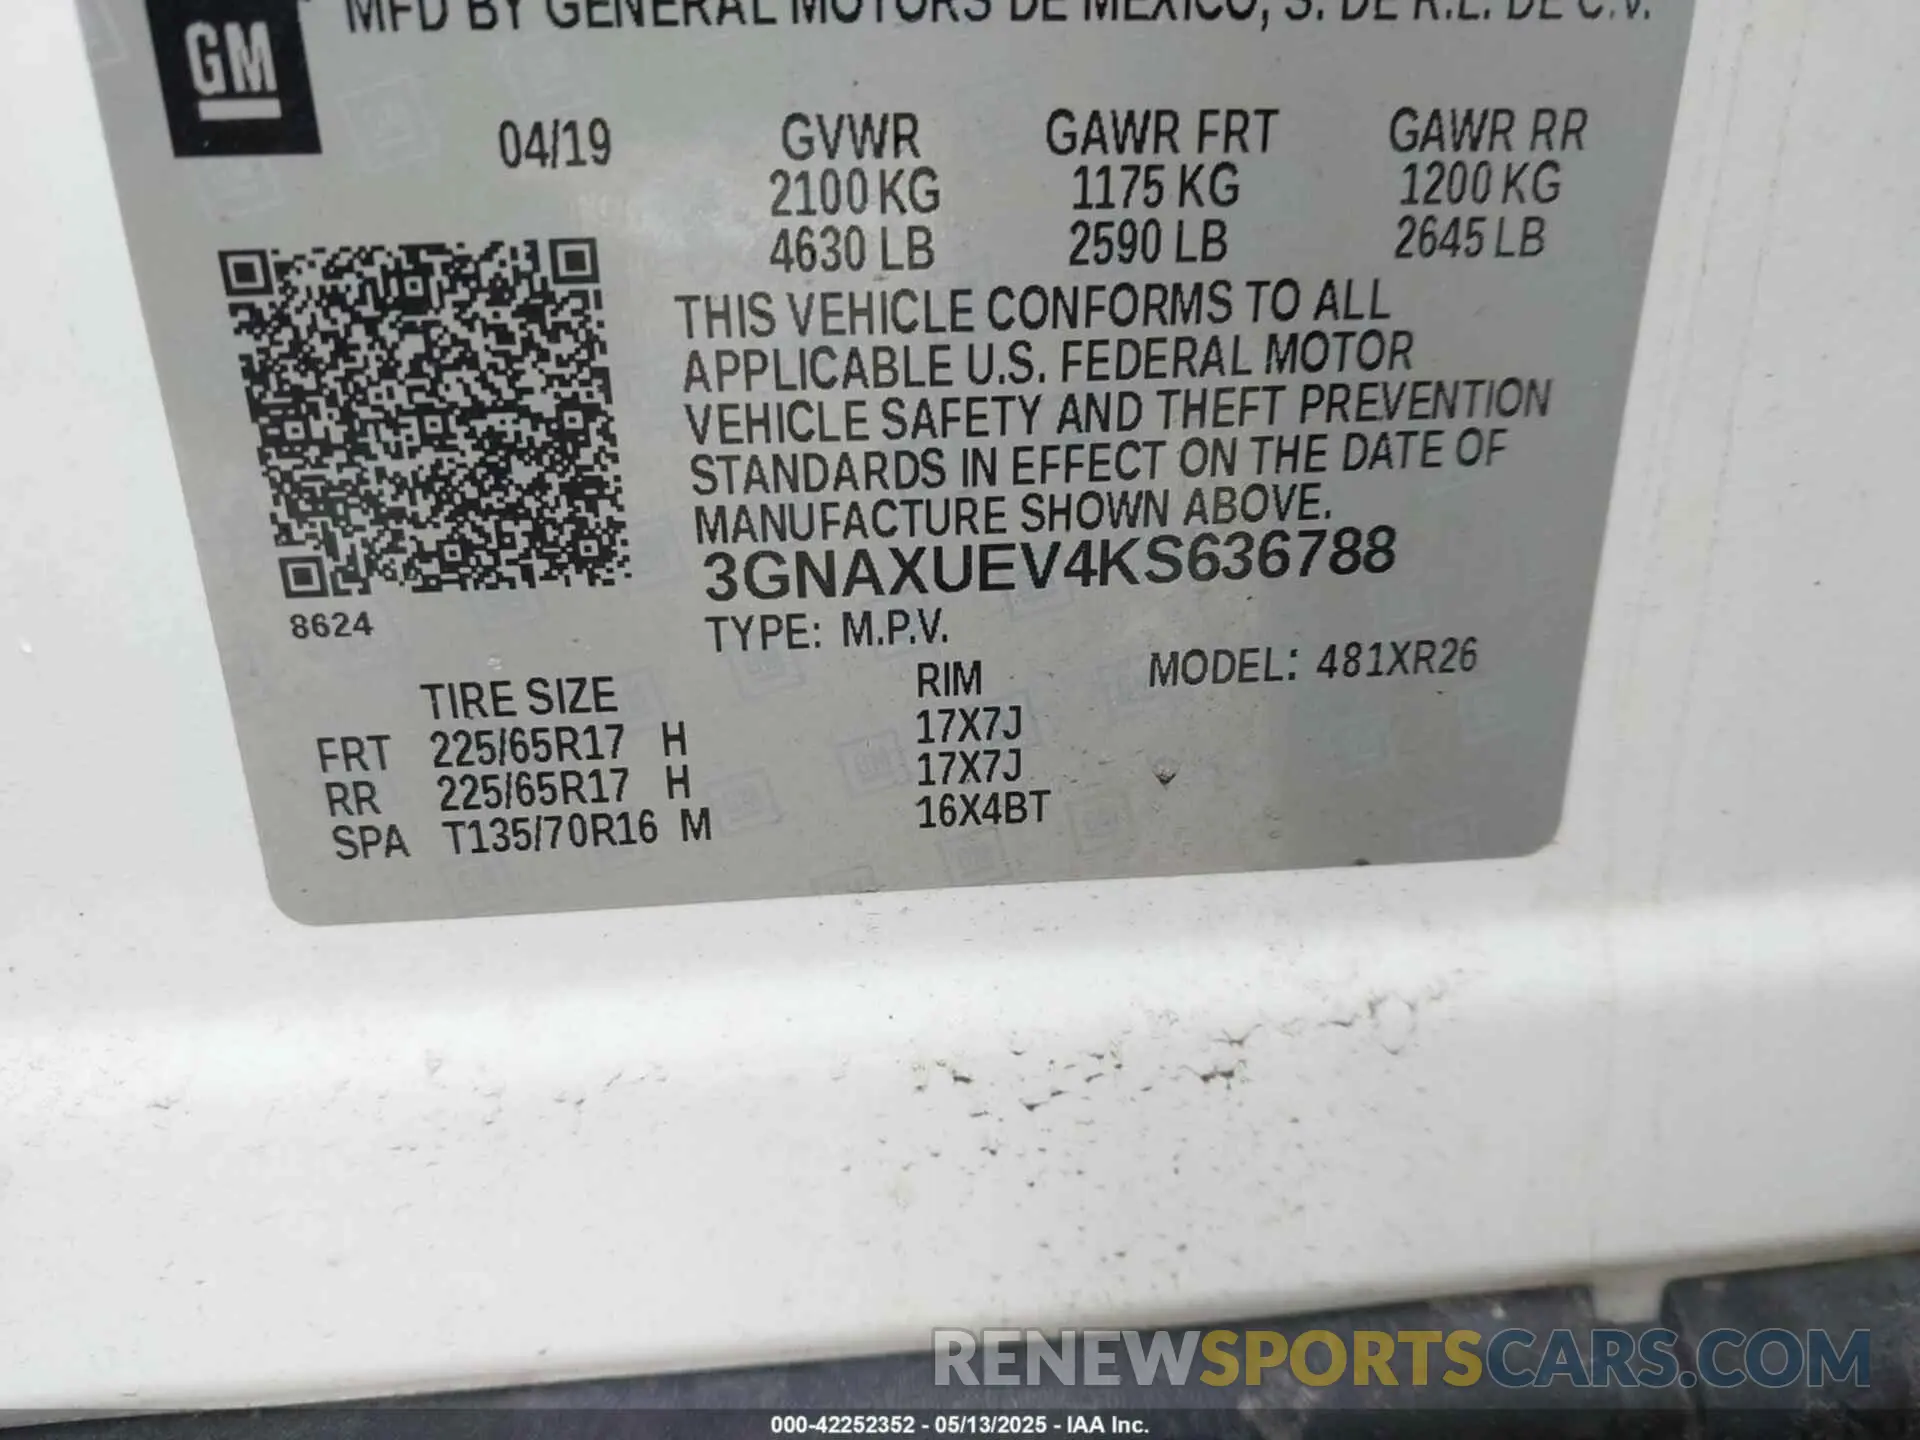 MFD BY GENERAL MOTORS DE MEXICO, S. DE R.L. DE C.V.
GM
04/19 GVWR GAWR FRT GAWR RR
2100 KG 1175 KG 1200 KG
4630 LB 2590 LB 2645 LB
THIS VEHICLE CONFORMS TO ALL
APPLICABLE U.S. FEDERAL MOTOR
VEHICLE SAFETY AND THEFT PREVENTION
STANDARDS IN EFFECT ON THE DATE OF
MANUFACTURE SHOWN ABOVE.
3GNAXUEV4KS636788
8624
TYPE: M.P.V.
MODEL: 481XR26
TIRE SIZE RIM
FRT 225/65R17 H 17X7J
RR 225/65R17 H 17X7J
SPA T135/70R16 M 16X4BT
RENEWSPORTSCARS.COM
000-42252352 - 05/13/2025 - IAA Inc.